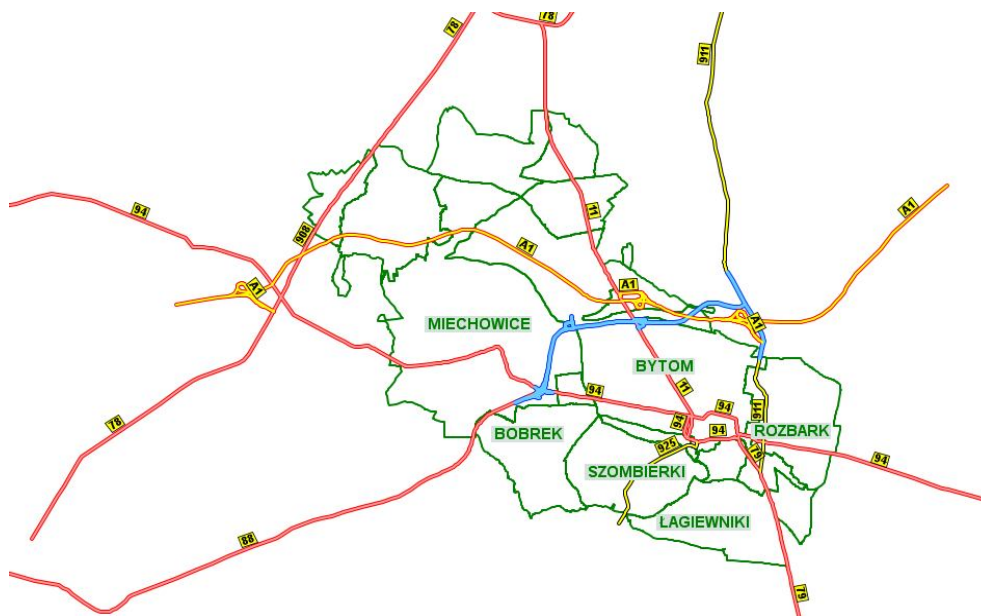 78
78
911
94
908
11
A1
A1
A1
A1
A1
MIECHOWICE
BYTOM
94
11
94
911
94
94
BOBREK
925
79
ROZBARK
94
78
SZOMBIERKI
ŁAGIEWNIKI
88
79